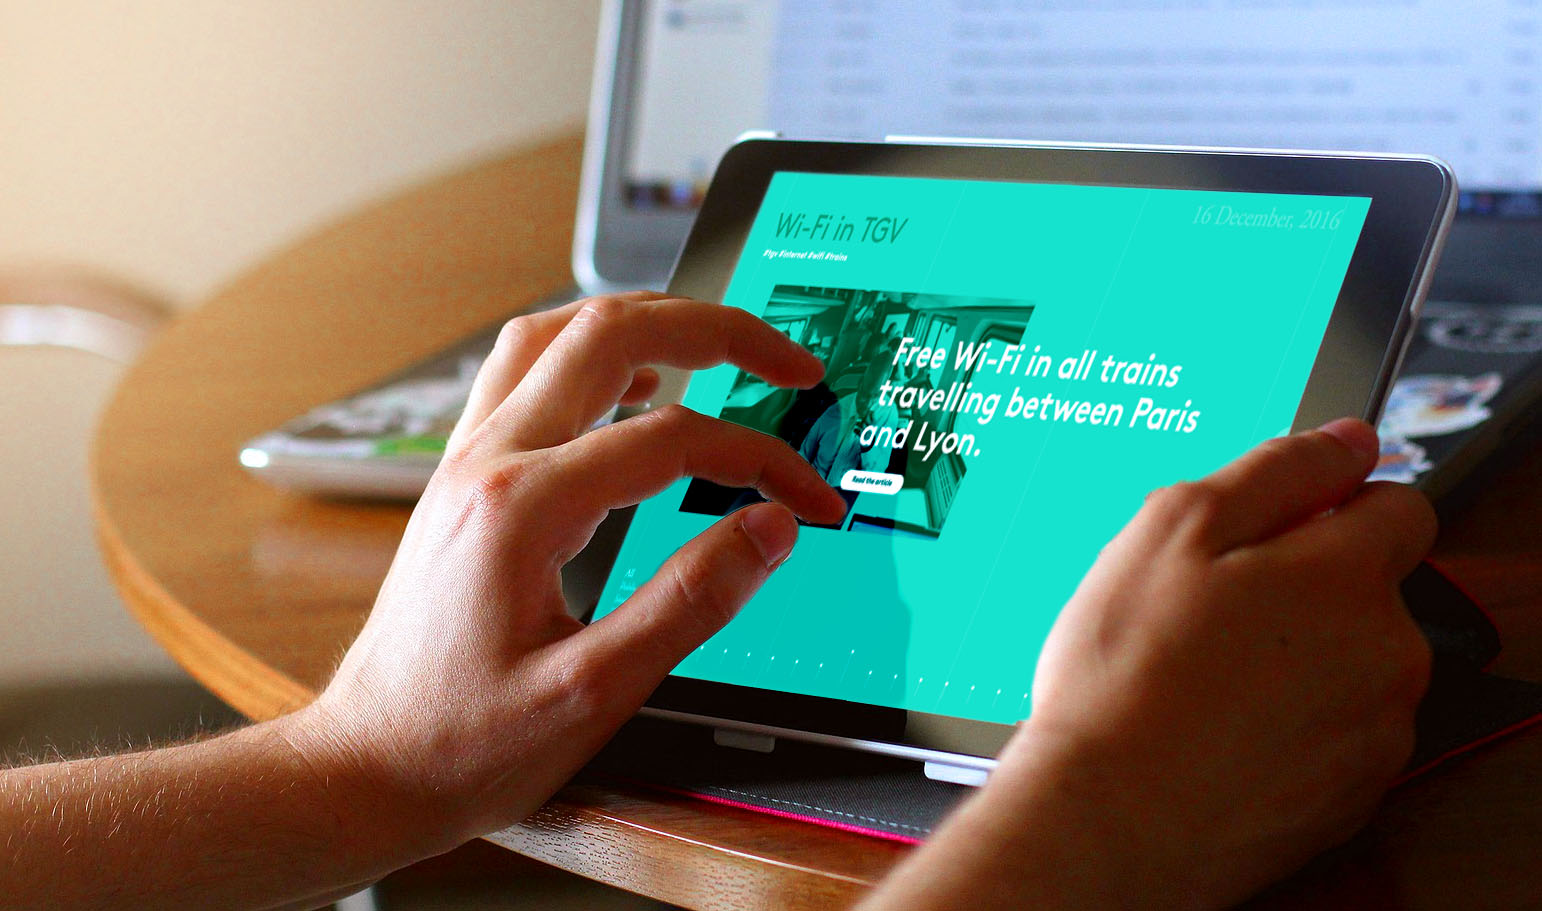 Wi-Fi in TGV
16 December, 2016
#tgv #internet #wifi #trains
Free Wi-Fi in all trains
travelling between Paris
and Lyon.
Read the article
All